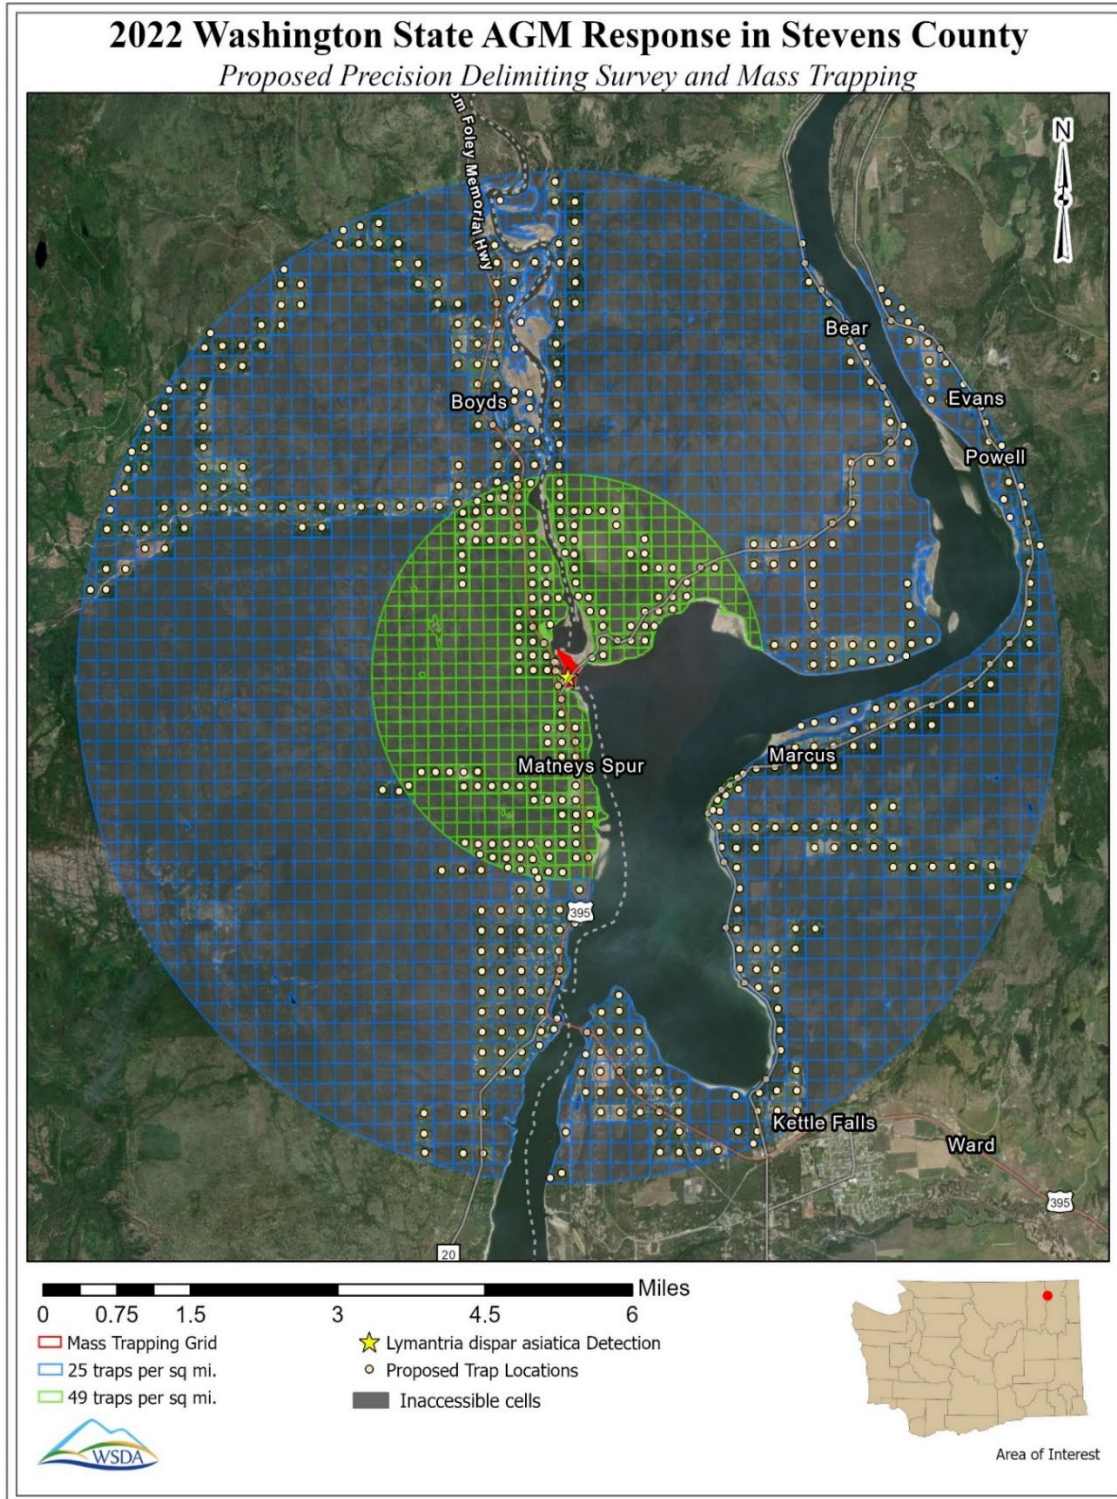 2022 Washington State AGM Response in Stevens County
Proposed Precision Delimiting Survey and Mass Trapping
om Foley Memorial Hwy
N
Bear
Boyds
Evans
Powell
Matneys Spur
Marcus
395
Kettle Falls
Ward
395
20
Miles
0 0.75 1.5 3 4.5 6
Mass Trapping Grid
25 traps per sq mi.
49 traps per sq mi.
Lymantria dispar asiatica Detection
Proposed Trap Locations
Inaccessible cells
WSDA
Area of Interest